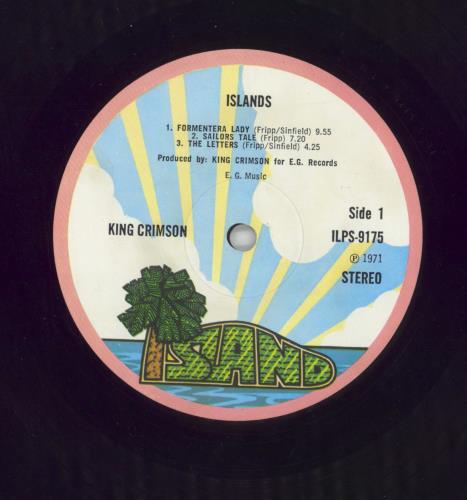 ISLANDS
1. FORMENTERA LADY (Fripp/Sinfield) 9.55
2. SAILORS TALE (Fripp) 7.20
3. THE LETTERS (Fripp/Sinfield) 4.25
Produced by: KING CRIMSON for E.G. Records
E. G. Music
Side 1
KING CRIMSON
ILPS-9175
℗ 1971
STEREO
ISLAND